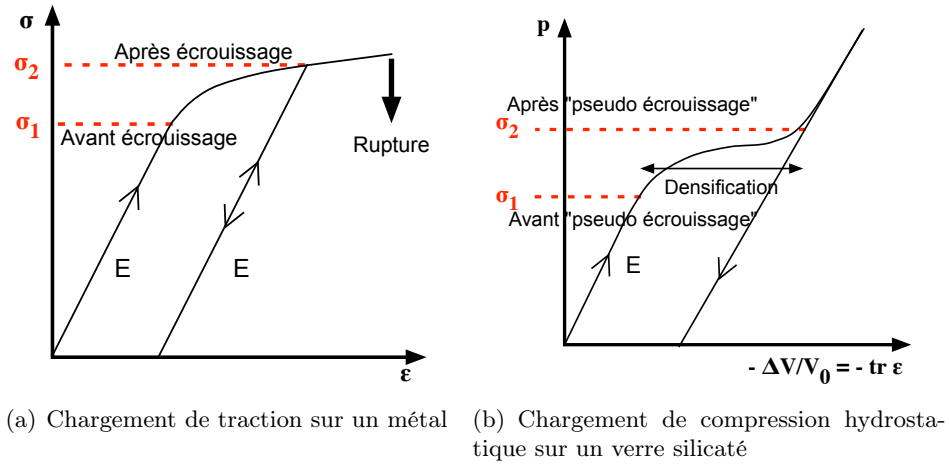 σ
σ2
Après écrouissage
σ1
Avant écrouissage
Rupture
E
E
ε
p
Après "pseudo écrouissage"
σ2
Densification
σ1
Avant "pseudo écrouissage"
E
- ΔV/V0 = - tr ε
(a) Chargement de traction sur un métal
(b) Chargement de compression hydrosta-
tique sur un verre silicaté